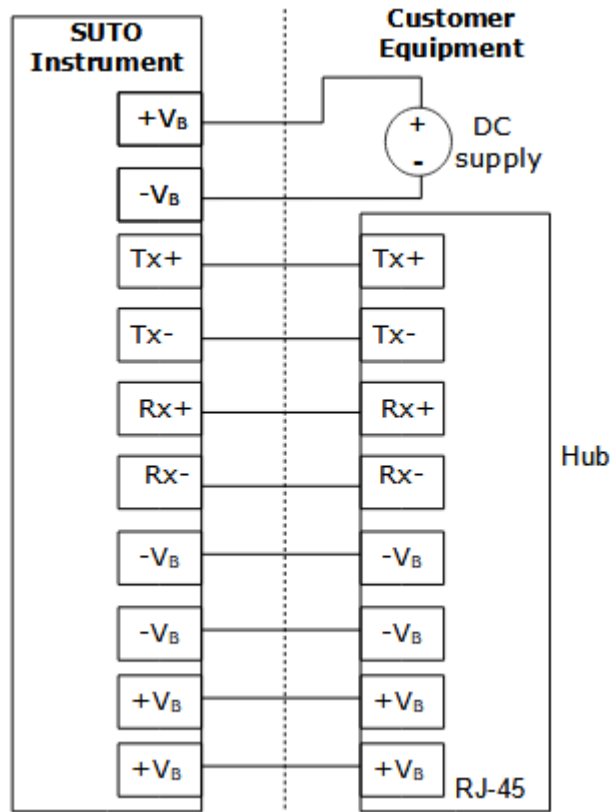 SUTO
Instrument
Customer
Equipment
+VB
+
-
DC
supply
-VB
Tx+
Tx+
Tx-
Tx-
Rx+
Rx+
Rx-
Rx-
Hub
-VB
-VB
-VB
-VB
+VB
+VB
+VB
+VB
RJ-45